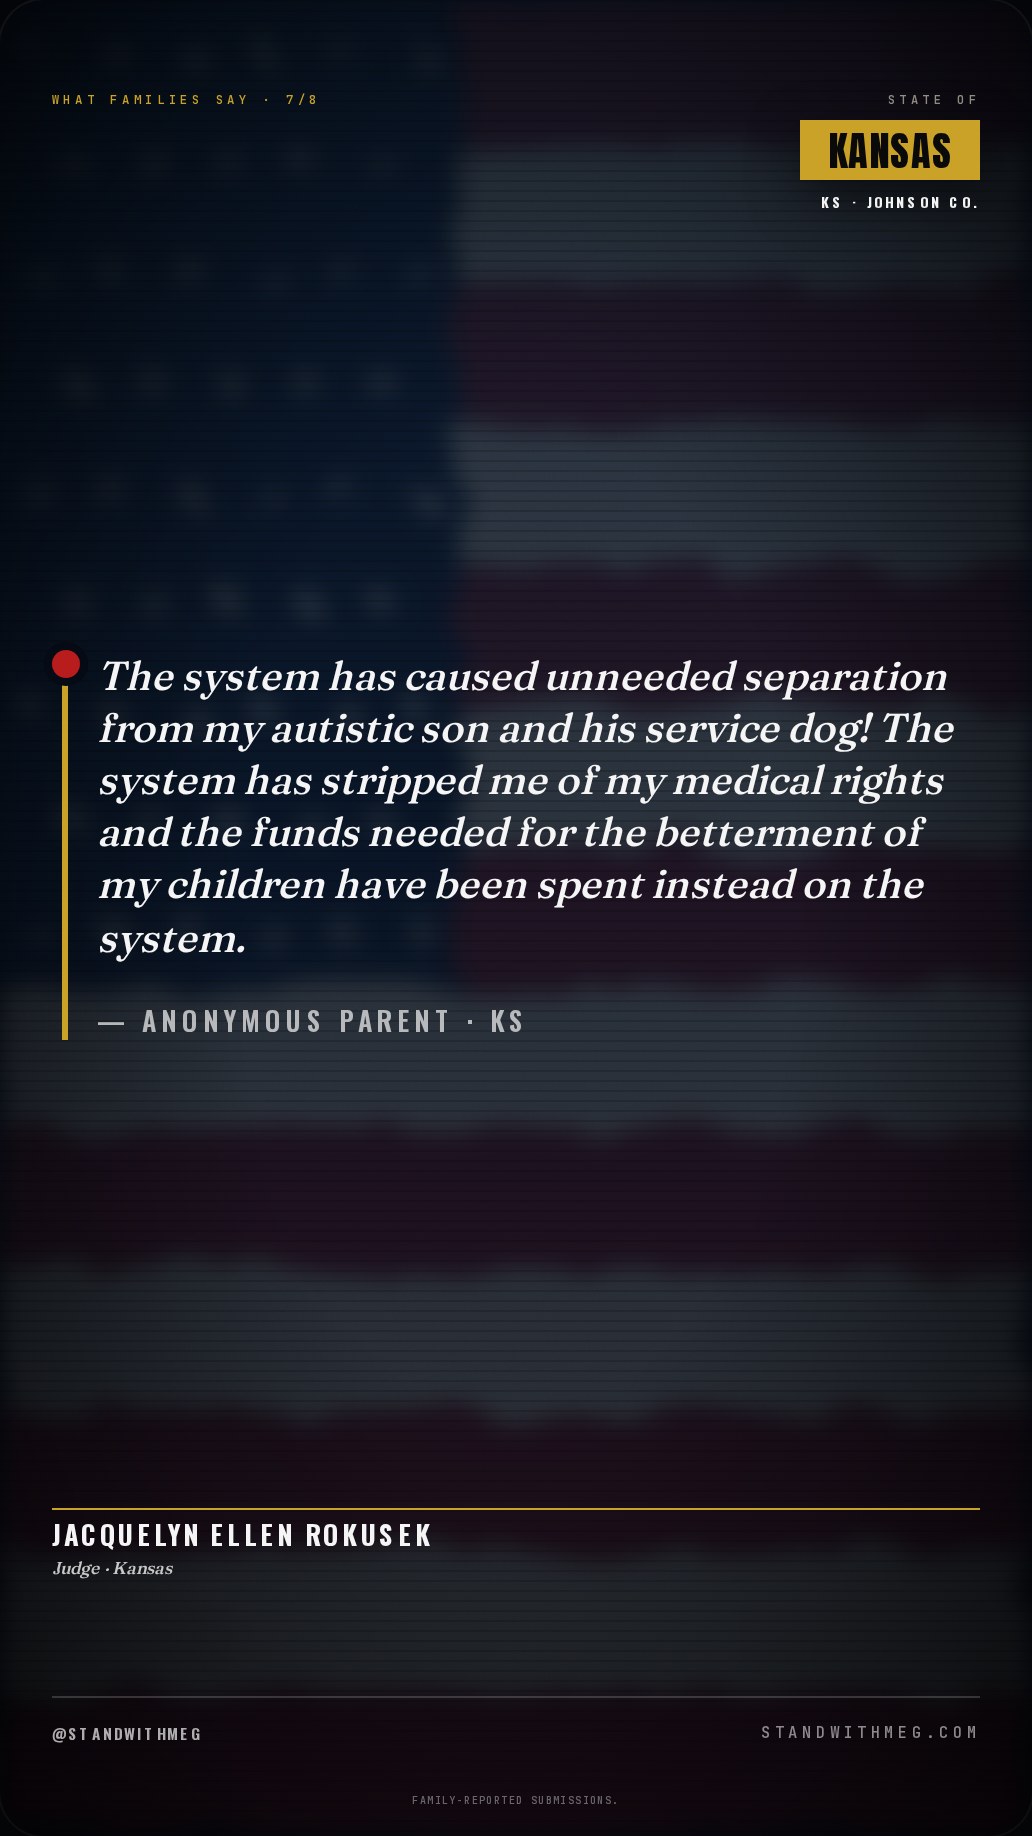 WHAT FAMILIES SAY · 7/8
STATE OF
KANSAS
KS · JOHNSON CO.
The system has caused unneeded separation
from my autistic son and his service dog! The
system has stripped me of my medical rights
and the funds needed for the betterment of
my children have been spent instead on the
system.
— ANONYMOUS PARENT · KS
JACQUELYN ELLEN ROKUSEK
Judge · Kansas
@STANDWITHMEG
STANDWITHMEG.COM
FAMILY-REPORTED SUBMISSIONS.